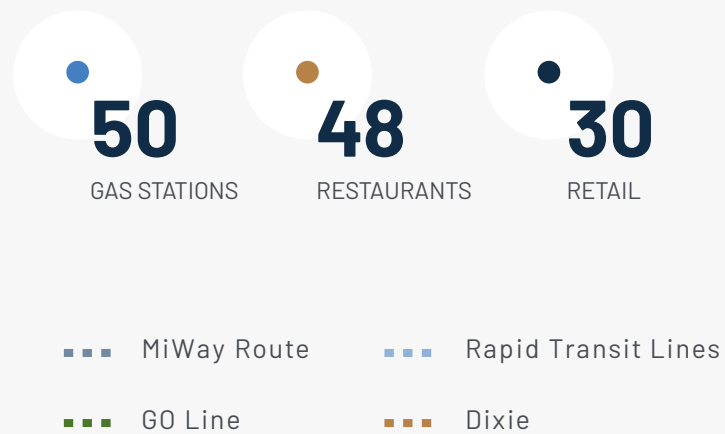 50 48 30
GAS STATIONS RESTAURANTS RETAIL
MiWay Route Rapid Transit Lines
GO Line Dixie